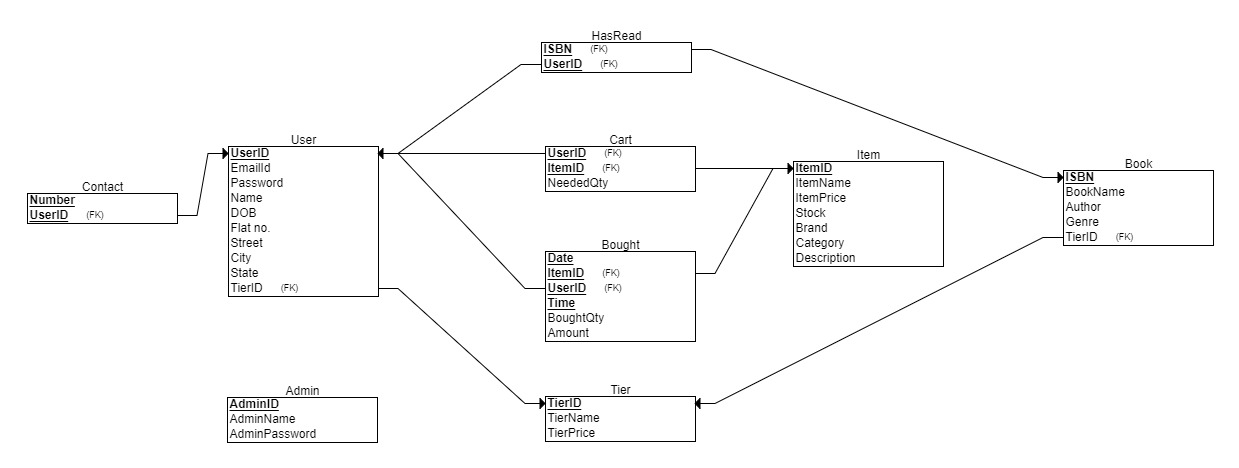 HasRead
ISBN (FK)
UserID (FK)
User
UserID
EmailId
Password
Name
DOB
Flat no.
Street
City
State
TierID (FK)
Cart
UserID (FK)
ItemID (FK)
NeededQty
Item
ItemID
ItemName
ItemPrice
Stock
Brand
Category
Description
Book
ISBN
BookName
Author
Genre
TierID (FK)
Contact
Number
UserID (FK)
Bought
Date
ItemID (FK)
UserID (FK)
Time
BoughtQty
Amount
Admin
AdminID
AdminName
AdminPassword
Tier
TierID
TierName
TierPrice